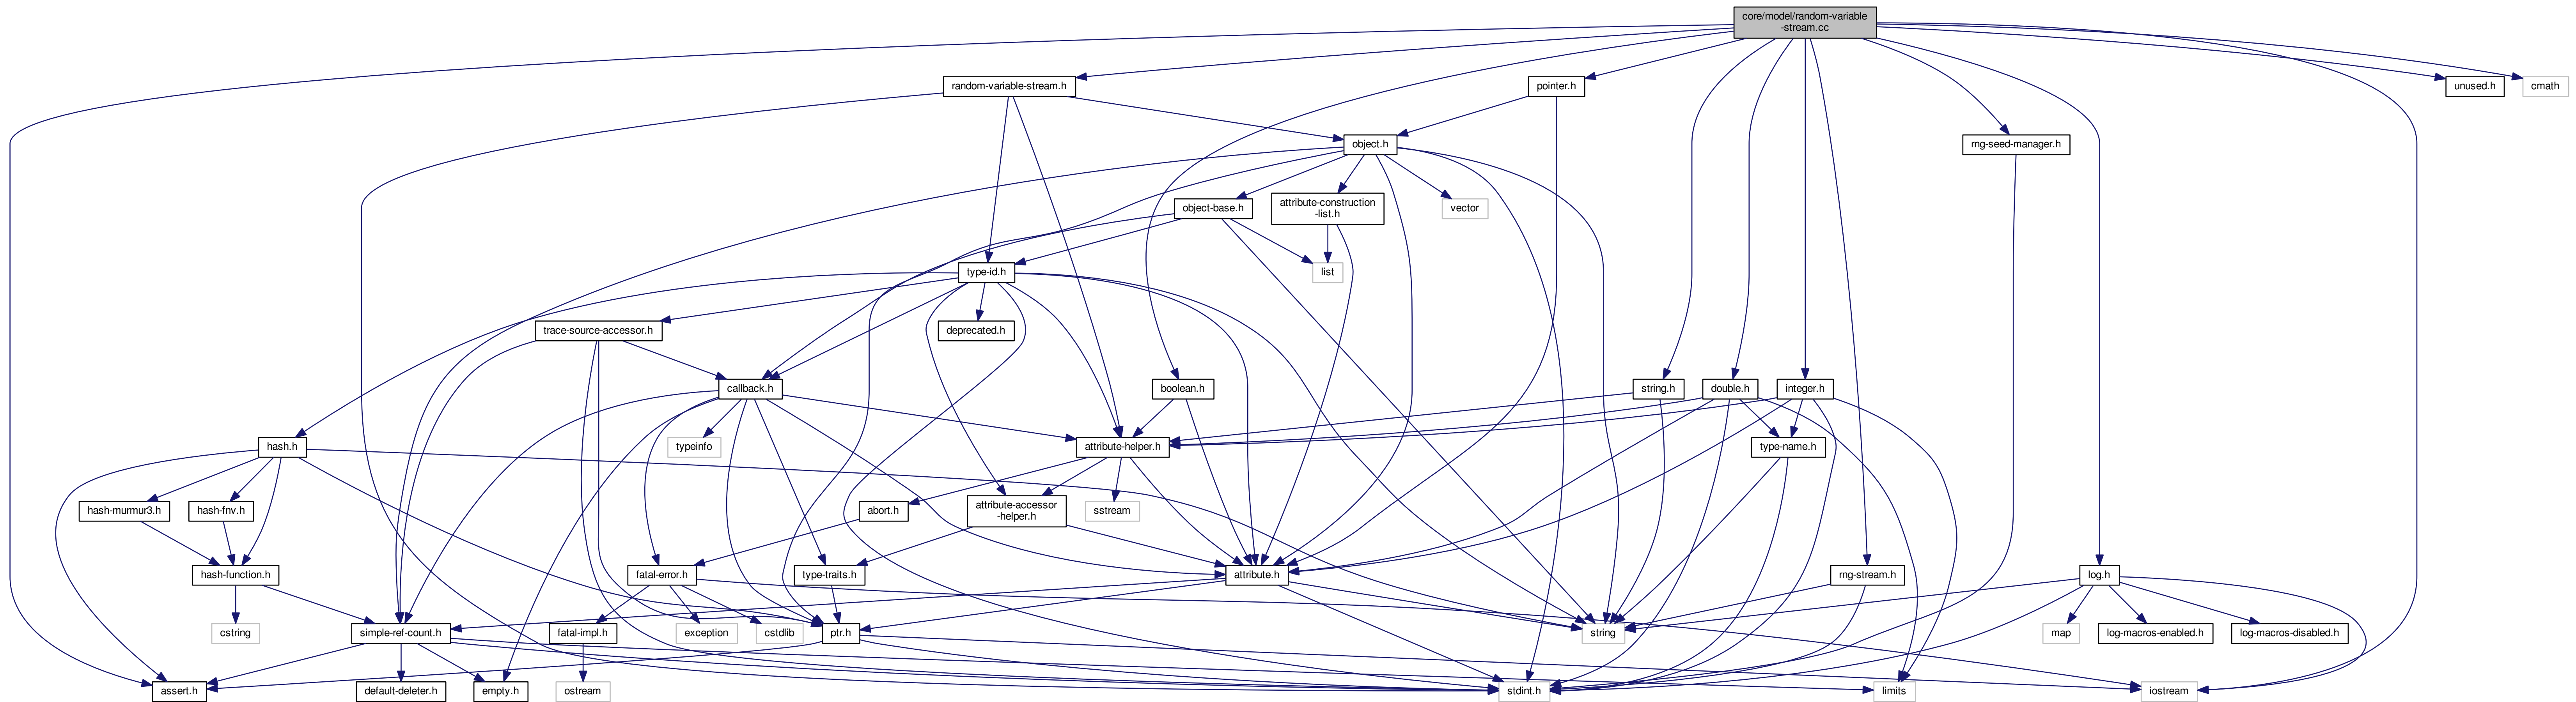 core/model/random-variable
-stream.cc
random-variable-stream.h
pointer.h
unused.h
cmath
object.h
rng-seed-manager.h
object-base.h
attribute-construction
-list.h
vector
type-id.h
list
trace-source-accessor.h
deprecated.h
callback.h
boolean.h
string.h
double.h
integer.h
hash.h
typeinfo
attribute-helper.h
type-name.h
hash-murmur3.h
hash-fnv.h
abort.h
attribute-accessor
-helper.h
sstream
hash-function.h
fatal-error.h
type-traits.h
attribute.h
rng-stream.h
log.h
cstring
simple-ref-count.h
fatal-impl.h
exception
cstdlib
ptr.h
string
map
log-macros-enabled.h
log-macros-disabled.h
assert.h
default-deleter.h
empty.h
ostream
stdint.h
limits
iostream